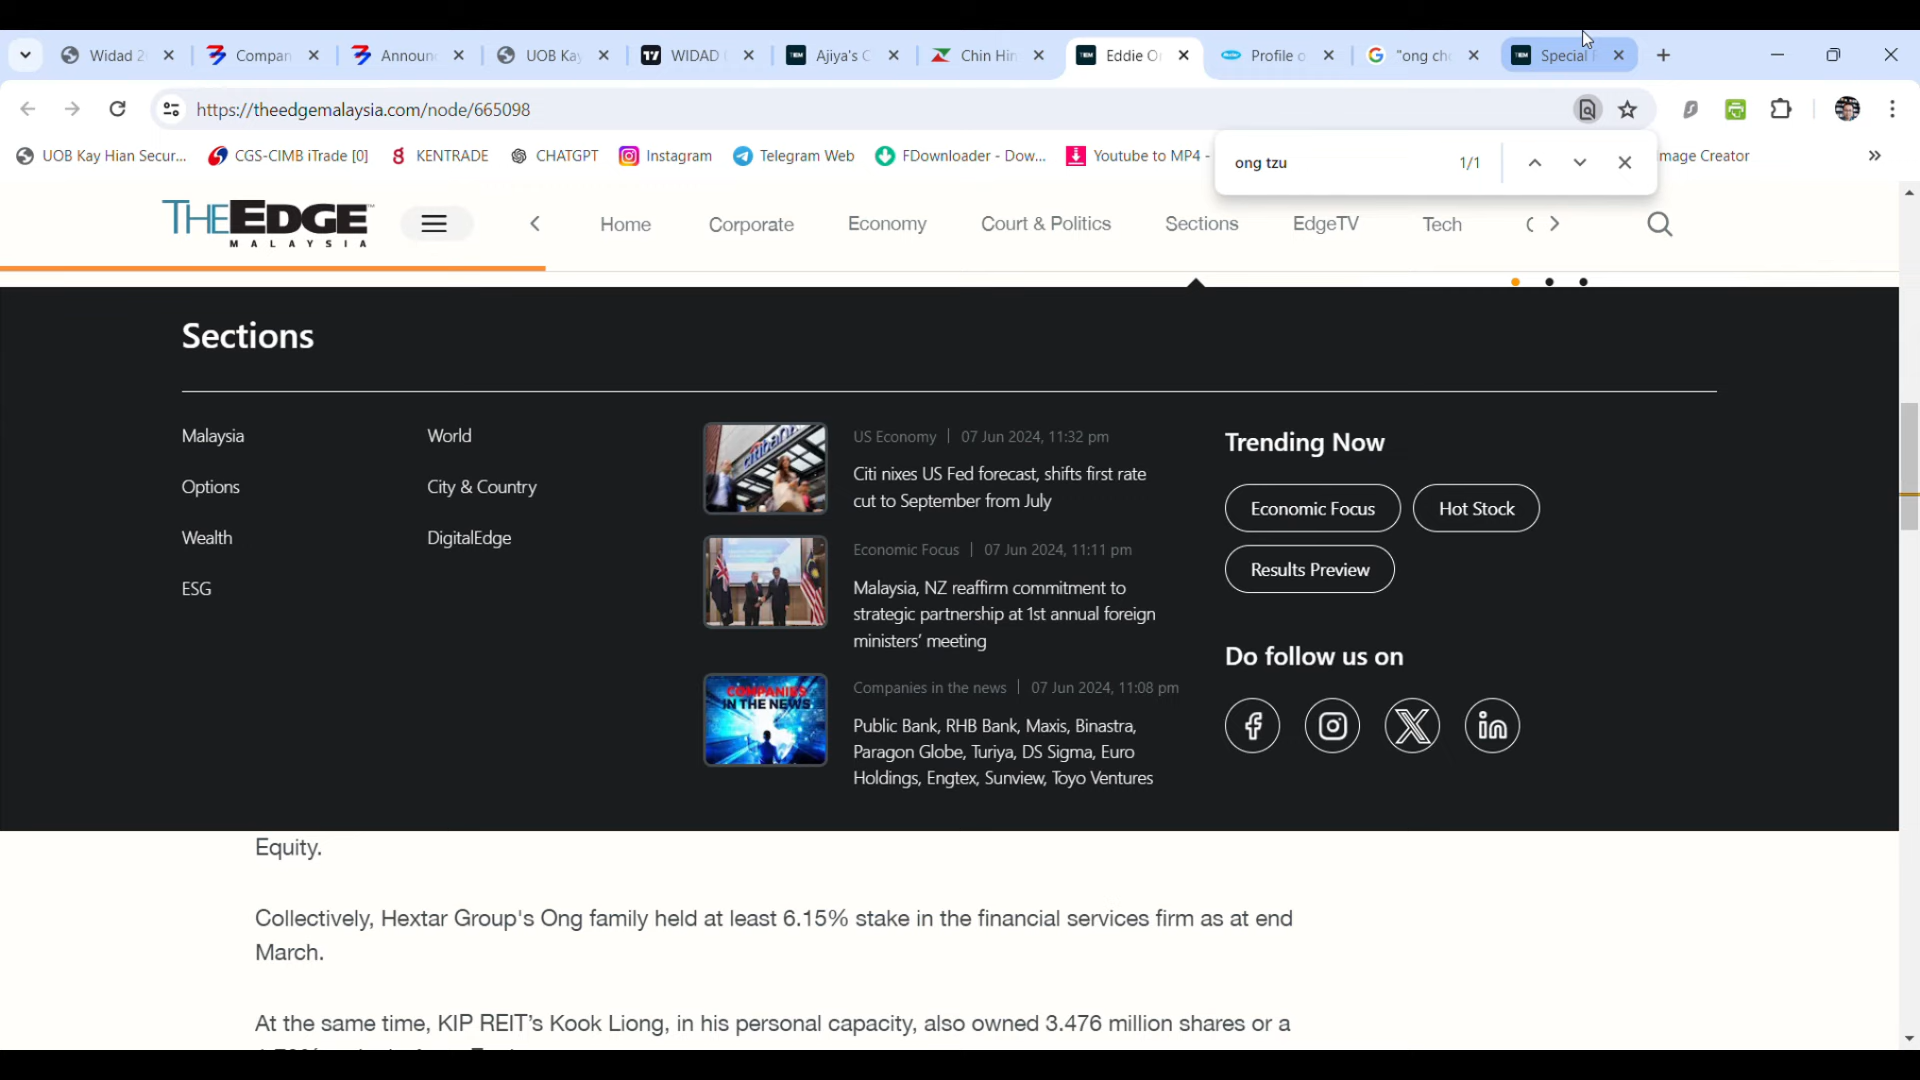 Widad 2
Compan
Announ
UOB Kay
WIDAD
Ajiya's C
Chin Hin
Eddie O
Profile o
"ong cho
Special
https://theedgemalaysia.com/node/665098
UOB Kay Hian Secur...
CGS-CIMB iTrade [0]
KENTRADE
CHATGPT
Instagram
Telegram Web
FDownloader - Dow...
Youtube to MP4 -
mage Creator
ong tzu
1/1
THE EDGE
MALAYSIA
Home
Corporate
Economy
Court & Politics
Sections
EdgeTV
Tech
Sections
Malaysia
World
Options
City & Country
Wealth
DigitalEdge
ESG
US Economy | 07 Jun 2024, 11:32 pm
Citi nixes US Fed forecast, shifts first rate
cut to September from July
Economic Focus | 07 Jun 2024, 11:11 pm
Malaysia, NZ reaffirm commitment to
strategic partnership at 1st annual foreign
ministers' meeting
COMPANIES
IN THE NEWS
Companies in the news | 07 Jun 2024, 11:08 pm
Public Bank, RHB Bank, Maxis, Binastra,
Paragon Globe, Turiya, DS Sigma, Euro
Holdings, Engtex, Sunview, Toyo Ventures
Trending Now
Economic Focus
Hot Stock
Results Preview
Do follow us on
Equity.
Collectively, Hextar Group's Ong family held at least 6.15% stake in the financial services firm as at end
March.
At the same time, KIP REIT's Kook Liong, in his personal capacity, also owned 3.476 million shares or a